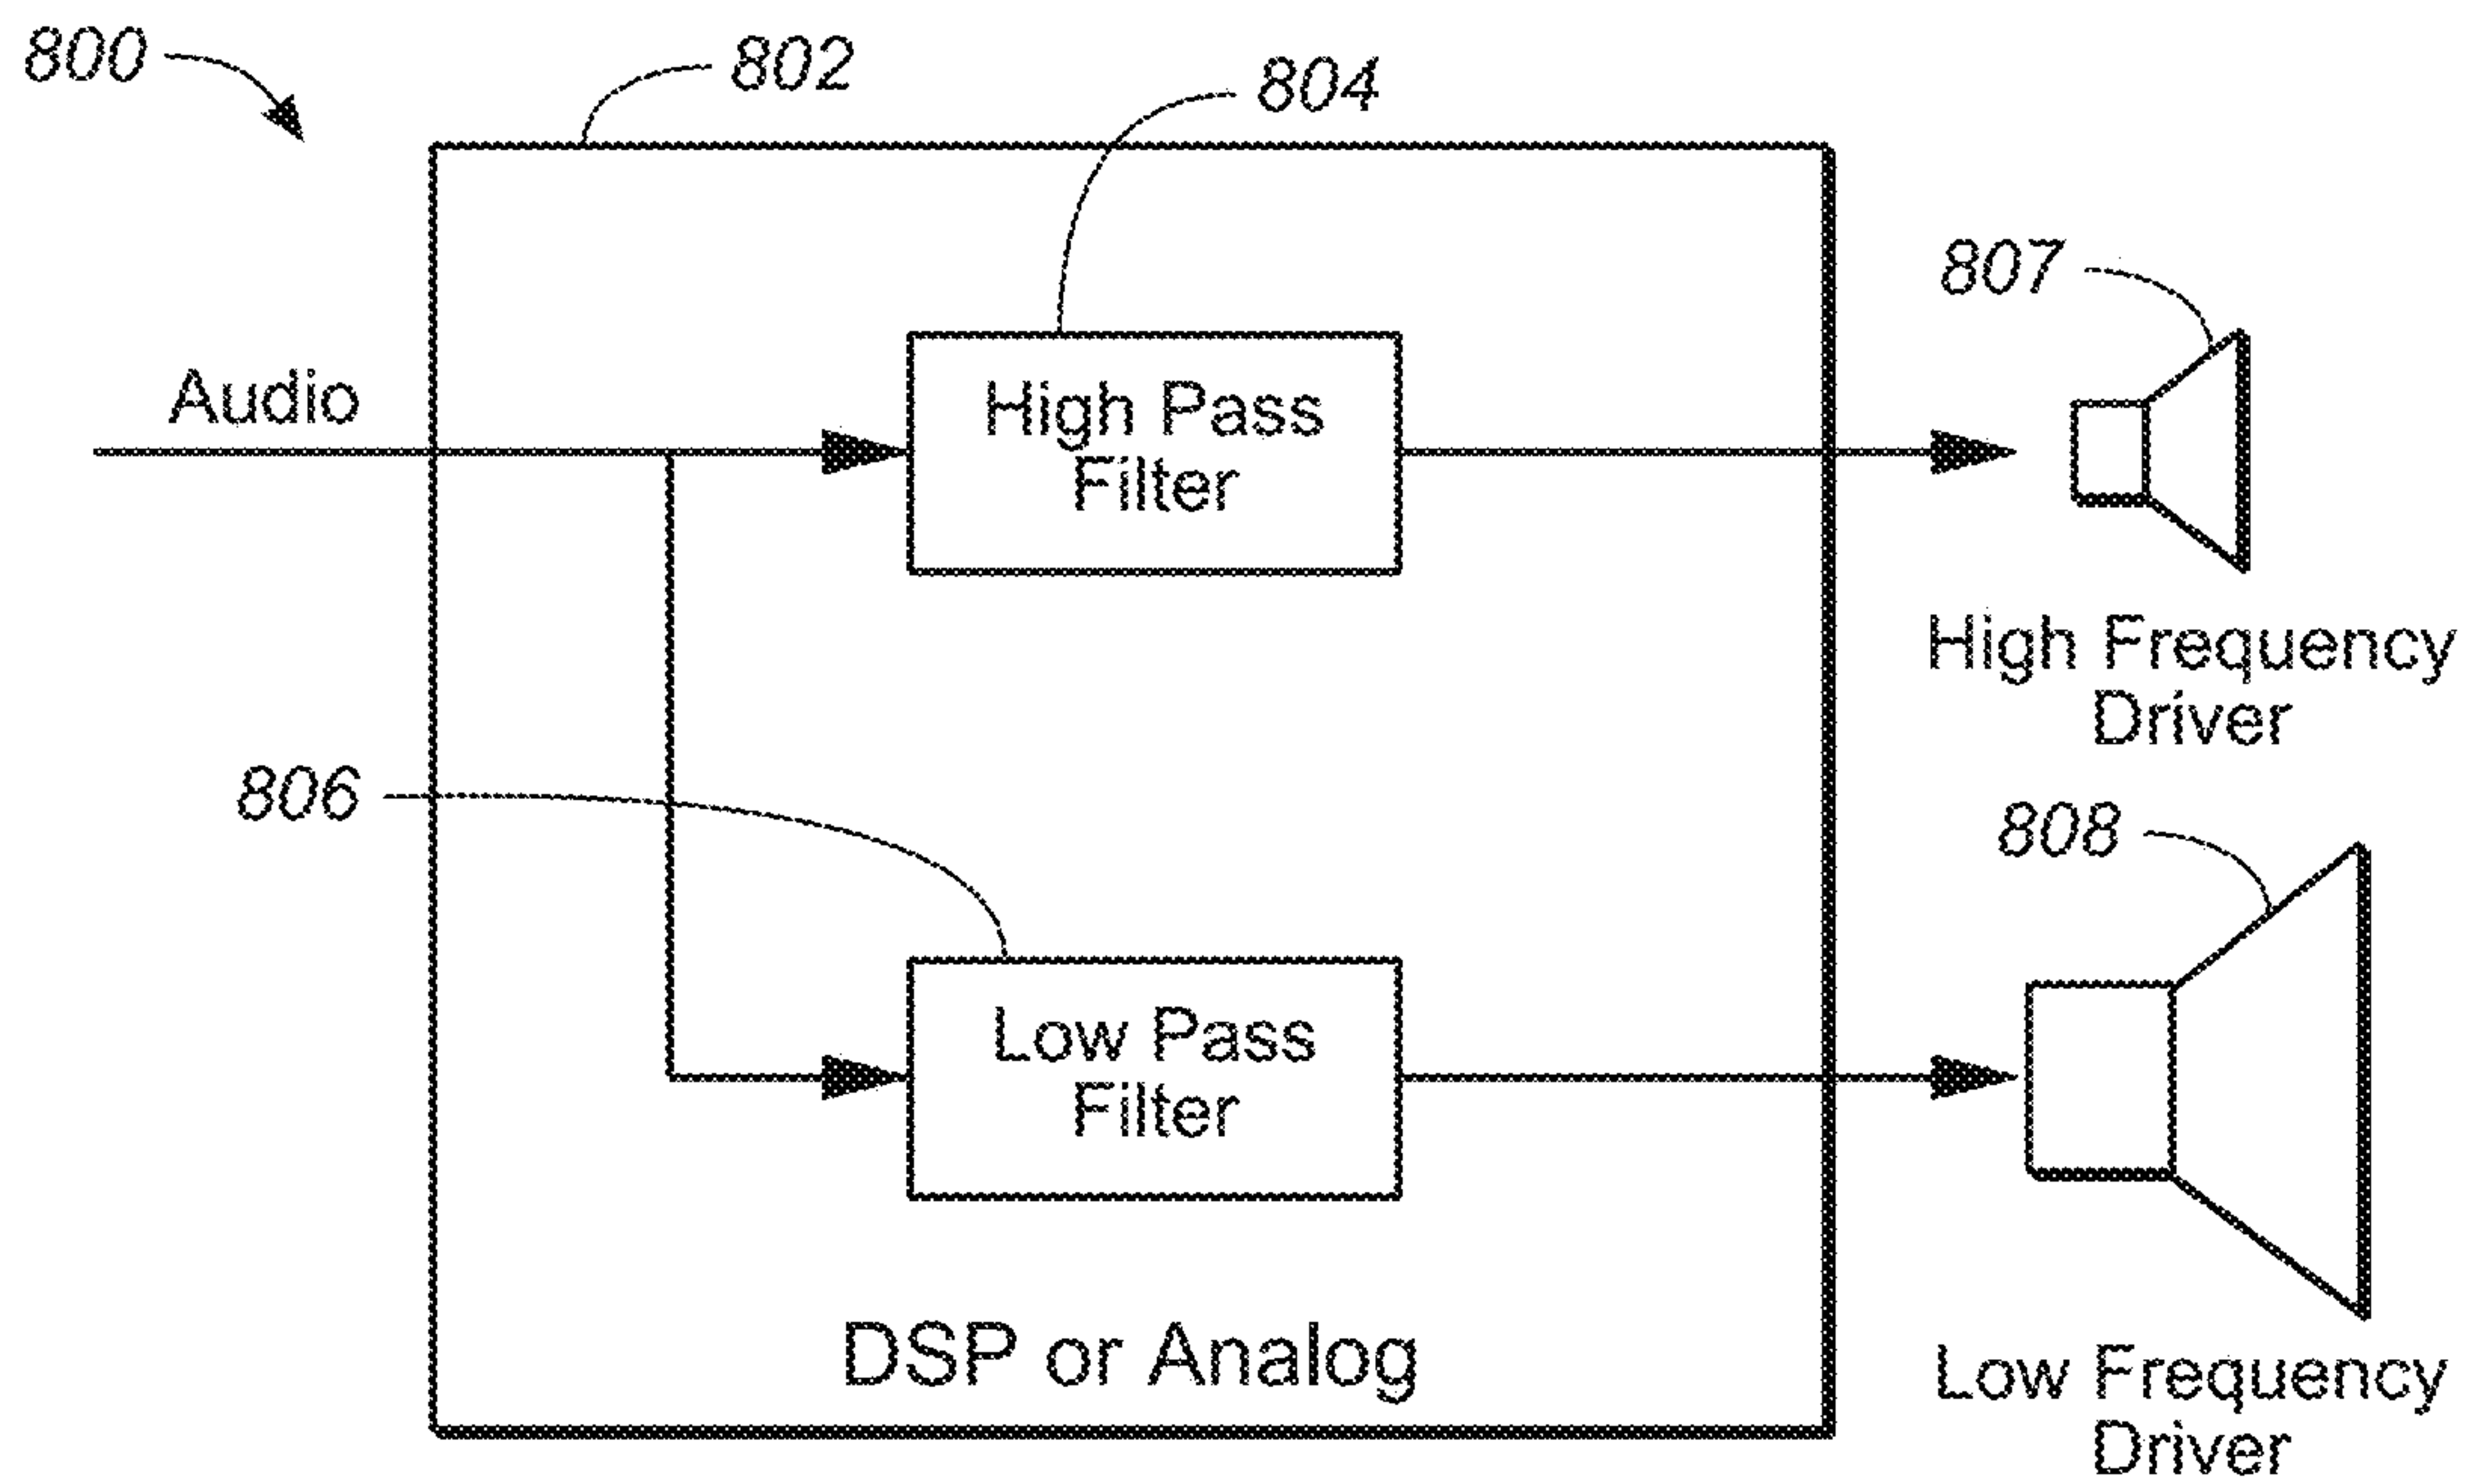 800
802
804
807
Audio
High Pass
Filter
High Frequency
Driver
806
808
Low Pass
Filter
DSP or Analog
Low Frequency
Driver